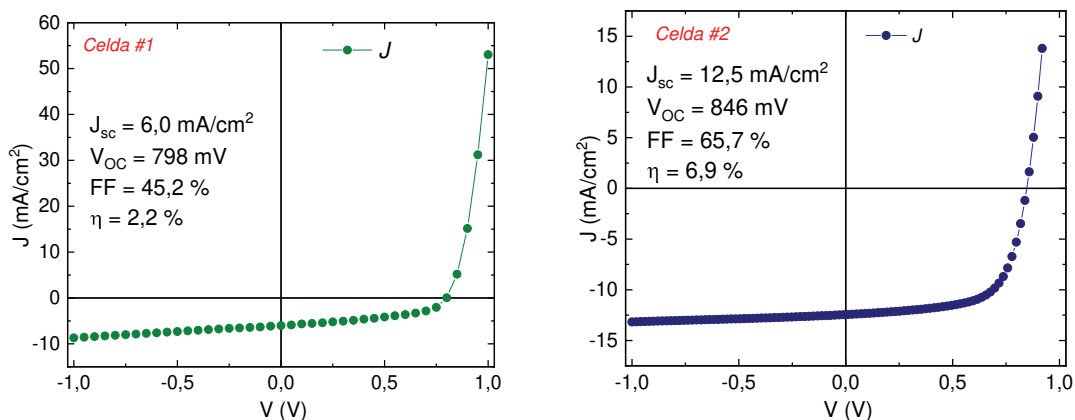 Celda #1
J
J_sc = 6,0 mA/cm²
V_OC = 798 mV
FF = 45,2 %
η = 2,2 %
J (mA/cm²)
60
50
40
30
20
10
0
-10
-1,0 -0,5 0,0 0,5 1,0
V (V)
Celda #2
J
J_sc = 12,5 mA/cm²
V_OC = 846 mV
FF = 65,7 %
η = 6,9 %
J (mA/cm²)
15
10
5
0
-5
-10
-15
-1,0 -0,5 0,0 0,5 1,0
V (V)